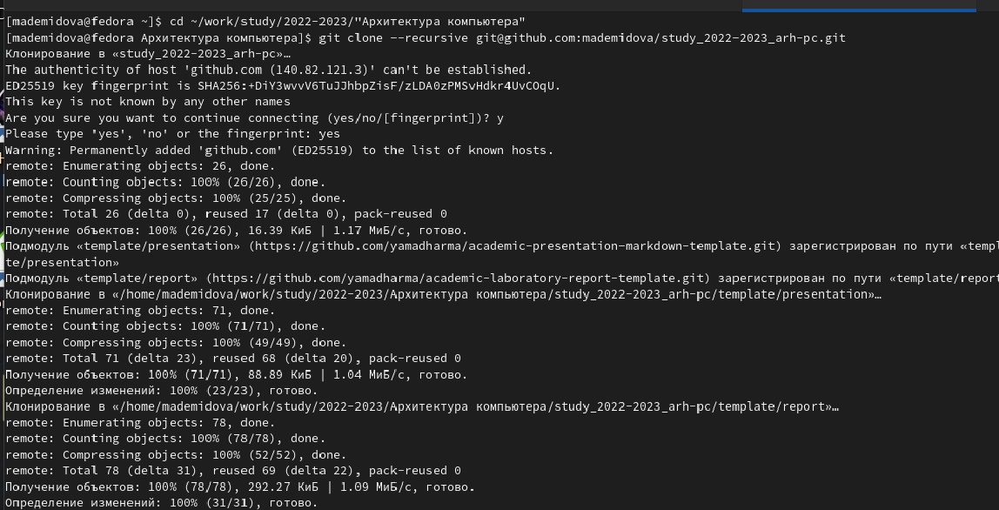 [mademidova@fedora ~]$ cd ~/work/study/2022-2023/"Архитектура компьютера"
[mademidova@fedora Архитектура компьютера]$ git clone --recursive git@github.com:mademidova/study_2022-2023_arh-pc.git
Клонирование в «study_2022-2023_arh-pc»…
The authenticity of host 'github.com (140.82.121.3)' can't be established.
ED25519 key fingerprint is SHA256:+DiY3wvvV6TuJJhbpZisF/zLDA0zPMSvHdkr4UvCOqU.
This key is not known by any other names
Are you sure you want to continue connecting (yes/no/[fingerprint])? y
Please type 'yes', 'no' or the fingerprint: yes
Warning: Permanently added 'github.com' (ED25519) to the list of known hosts.
remote: Enumerating objects: 26, done.
remote: Counting objects: 100% (26/26), done.
remote: Compressing objects: 100% (25/25), done.
remote: Total 26 (delta 0), reused 17 (delta 0), pack-reused 0
Получение объектов: 100% (26/26), 16.39 КиБ | 1.17 МиБ/с, готово.
Подмодуль «template/presentation» (https://github.com/yamadharma/academic-presentation-markdown-template.git) зарегистрирован по пути «templ
te/presentation»
Подмодуль «template/report» (https://github.com/yamadharma/academic-laboratory-report-template.git) зарегистрирован по пути «template/report
Клонирование в «/home/mademidova/work/study/2022-2023/Архитектура компьютера/study_2022-2023_arh-pc/template/presentation»…
remote: Enumerating objects: 71, done.
remote: Counting objects: 100% (71/71), done.
remote: Compressing objects: 100% (49/49), done.
remote: Total 71 (delta 23), reused 68 (delta 20), pack-reused 0
Получение объектов: 100% (71/71), 88.89 КиБ | 1.04 МиБ/с, готово.
Определение изменений: 100% (23/23), готово.
Клонирование в «/home/mademidova/work/study/2022-2023/Архитектура компьютера/study_2022-2023_arh-pc/template/report»…
remote: Enumerating objects: 78, done.
remote: Counting objects: 100% (78/78), done.
remote: Compressing objects: 100% (52/52), done.
remote: Total 78 (delta 31), reused 69 (delta 22), pack-reused 0
Получение объектов: 100% (78/78), 292.27 КиБ | 1.09 МиБ/с, готово.
Определение изменений: 100% (31/31), готово.